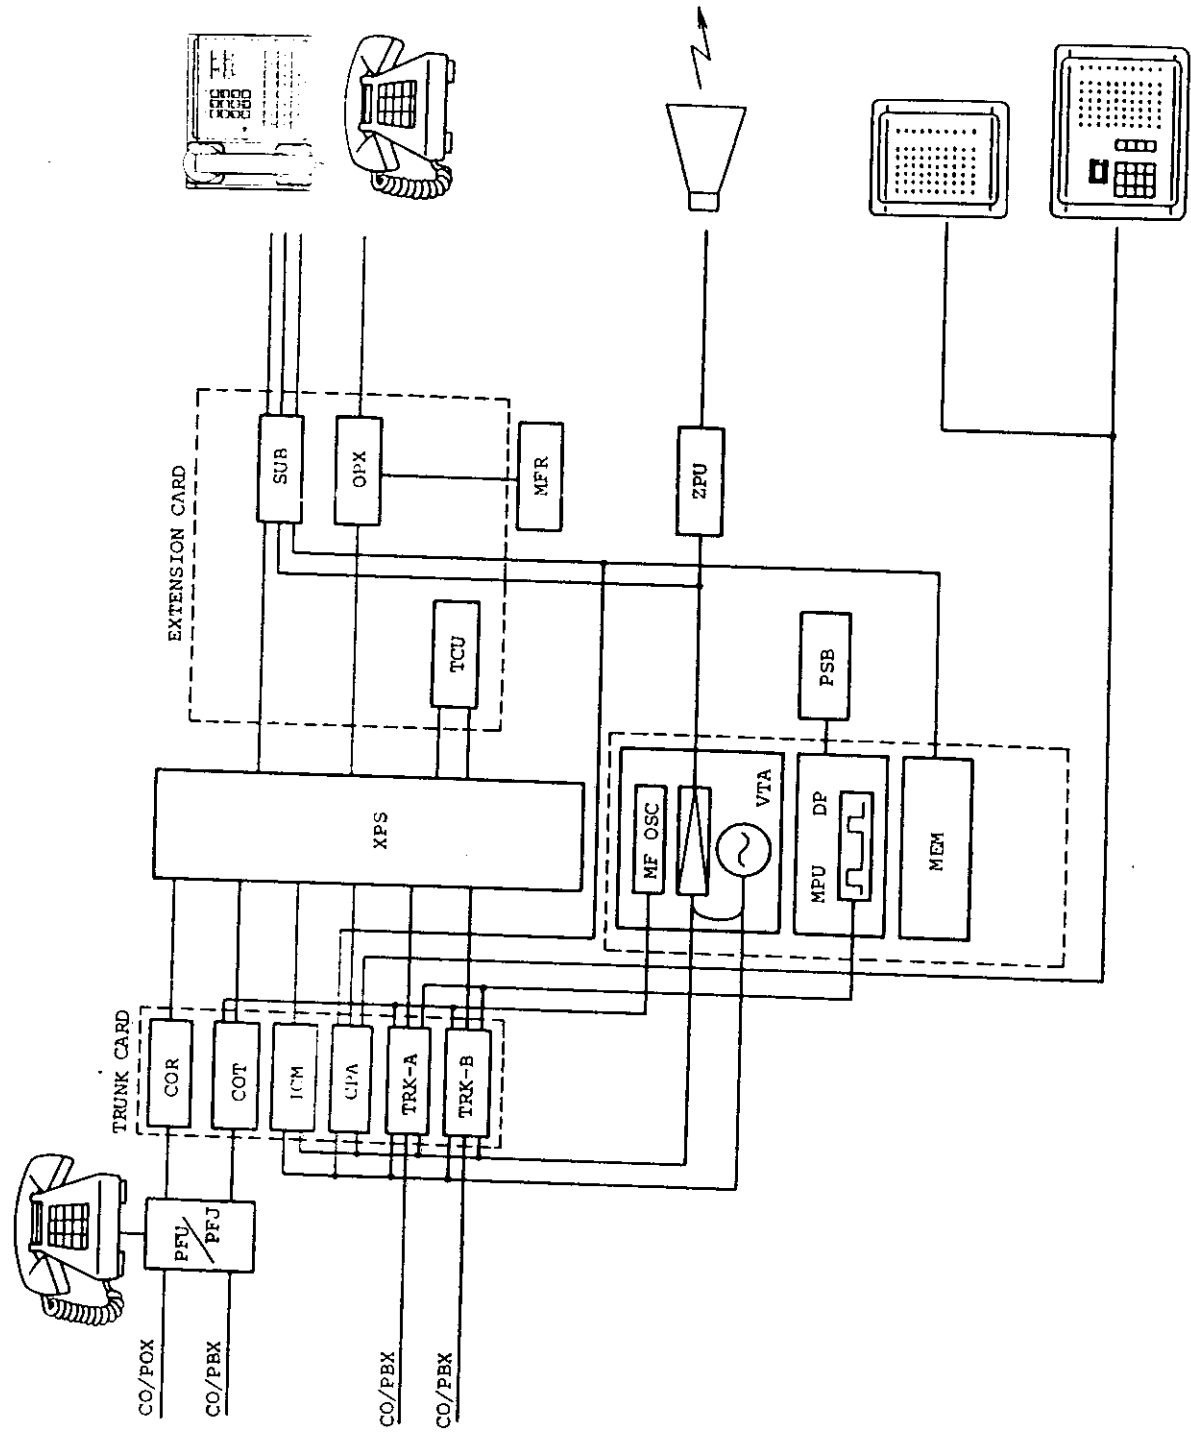 CO/POX
CO/PBX
CO/PBX
CO/PBX
PFU/PFJ
TRUNK CARD
COR
COT
ICM
CPA
TRK-A
TRK-B
XPS
EXTENSION CARD
SUB
OPX
TCU
MFR
ZPU
MF OSC
VTA
MPU
DP
PSB
MEM